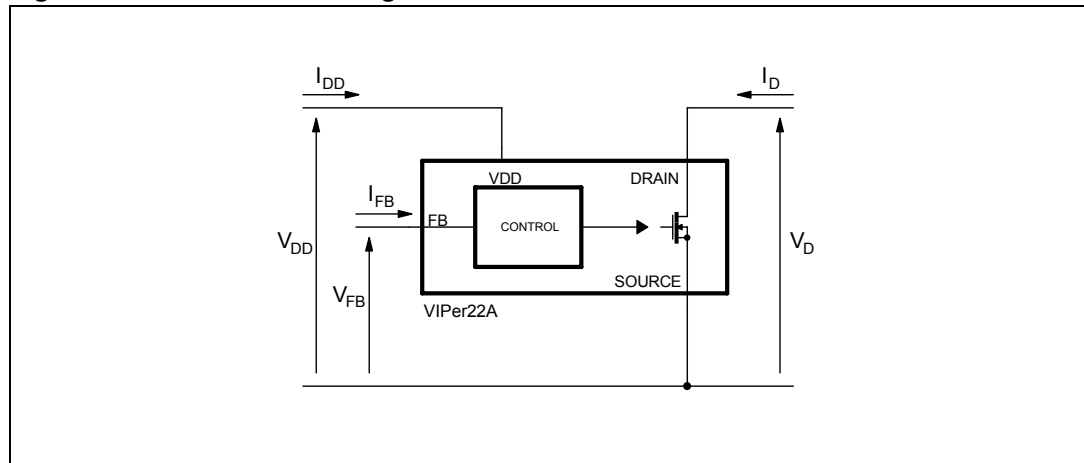 I_DD
I_D
VDD
DRAIN
I_FB
FB
CONTROL
V_DD
V_D
SOURCE
V_FB
VIPer22A